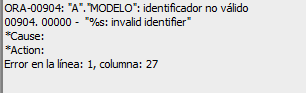 ORA-00904: "A"."MODELO": identificador no válido
00904. 00000 -  "%s: invalid identifier"
*Cause:
*Action:
Error en la línea: 1, columna: 27